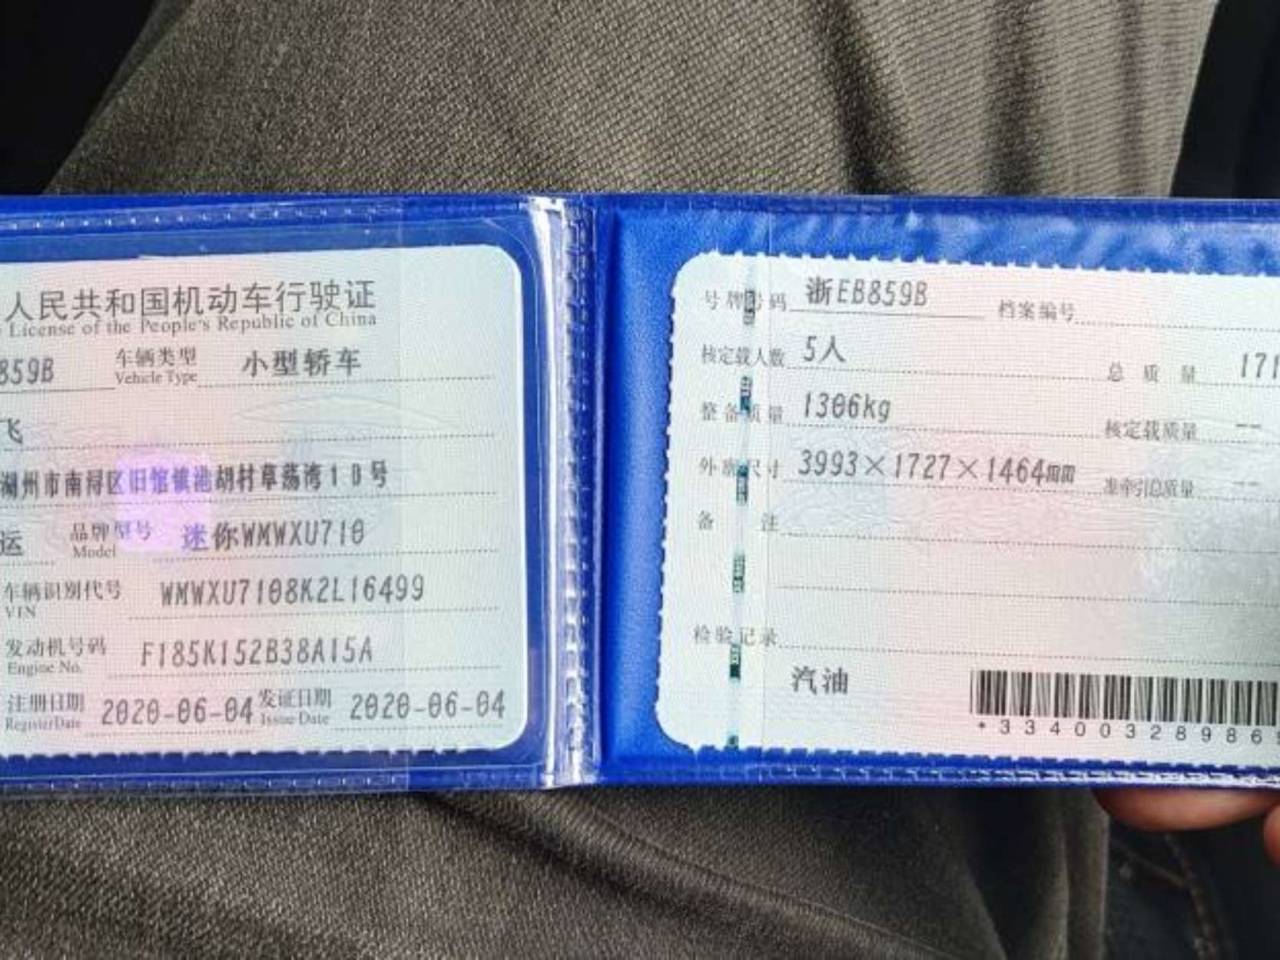 人民共和国机动车行驶证
License of the People's Republic of China
859B 车辆类型 小型轿车
Vehicle Type
飞
湖州市南浔区旧馆镇港胡村草荡湾18号
运 品牌型号 迷你WMWXU710
Model
车辆识别代号 WMWXU7108K2L16499
VIN
发动机号码 F185K152B38A15A
Engine No.
注册日期 2020-06-04 发证日期 2020-06-04
Register Date Issue Date
号牌号码 浙EB859B 档案编号
核定载人数 5人 总质量 171
整备质量 1306kg 核定载质量 --
外廓尺寸 3993×1727×1464mm 准牵引总质量 --
备注
检验记录
汽油
*334003289869